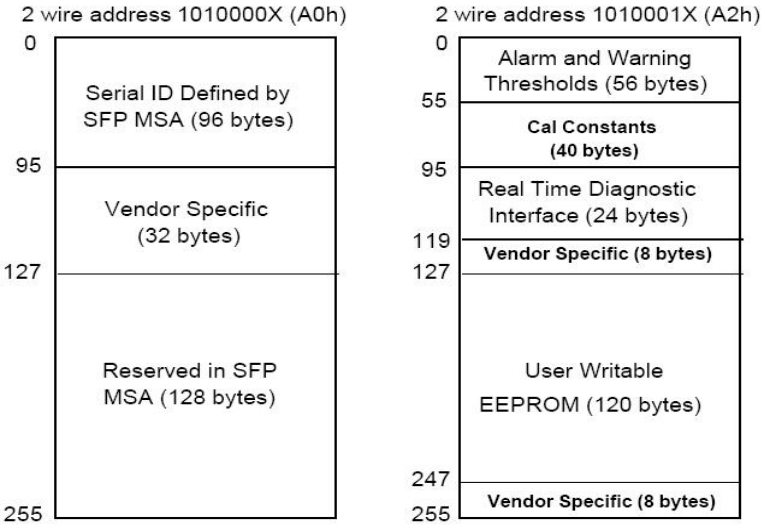 2 wire address 1010000X (A0h)
0
Serial ID Defined by
SFP MSA (96 bytes)
95
Vendor Specific
(32 bytes)
127
Reserved in SFP
MSA (128 bytes)
255
2 wire address 1010001X (A2h)
0
Alarm and Warning
Thresholds (56 bytes)
55
Cal Constants
(40 bytes)
95
Real Time Diagnostic
Interface (24 bytes)
119
Vendor Specific (8 bytes)
127
User Writable
EEPROM (120 bytes)
247
Vendor Specific (8 bytes)
255